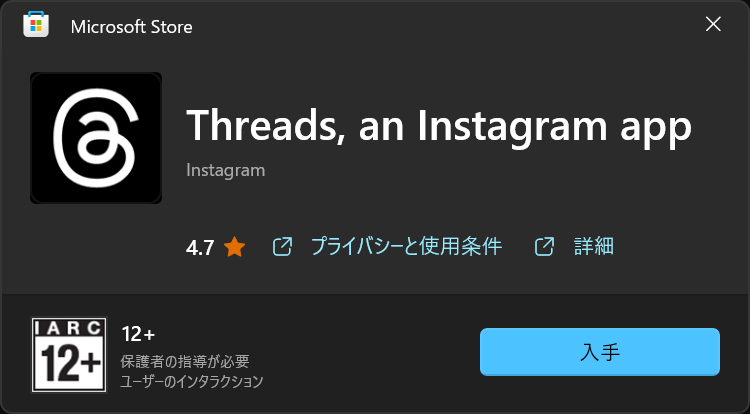 Microsoft Store
Threads, an Instagram app
Instagram
4.7
プライバシーと使用条件
詳細
IARC
12+
12+
保護者の指導が必要
ユーザーのインタラクション
入手